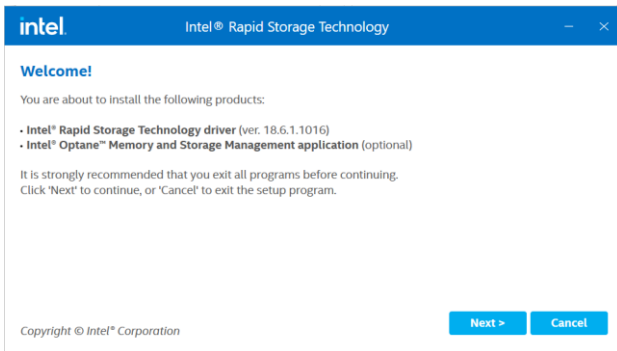 intel.
Intel® Rapid Storage Technology
Welcome!
You are about to install the following products:
• Intel® Rapid Storage Technology driver (ver. 18.6.1.1016)
• Intel® Optane™ Memory and Storage Management application (optional)
It is strongly recommended that you exit all programs before continuing.
Click 'Next' to continue, or 'Cancel' to exit the setup program.
Copyright © Intel® Corporation
Next >
Cancel